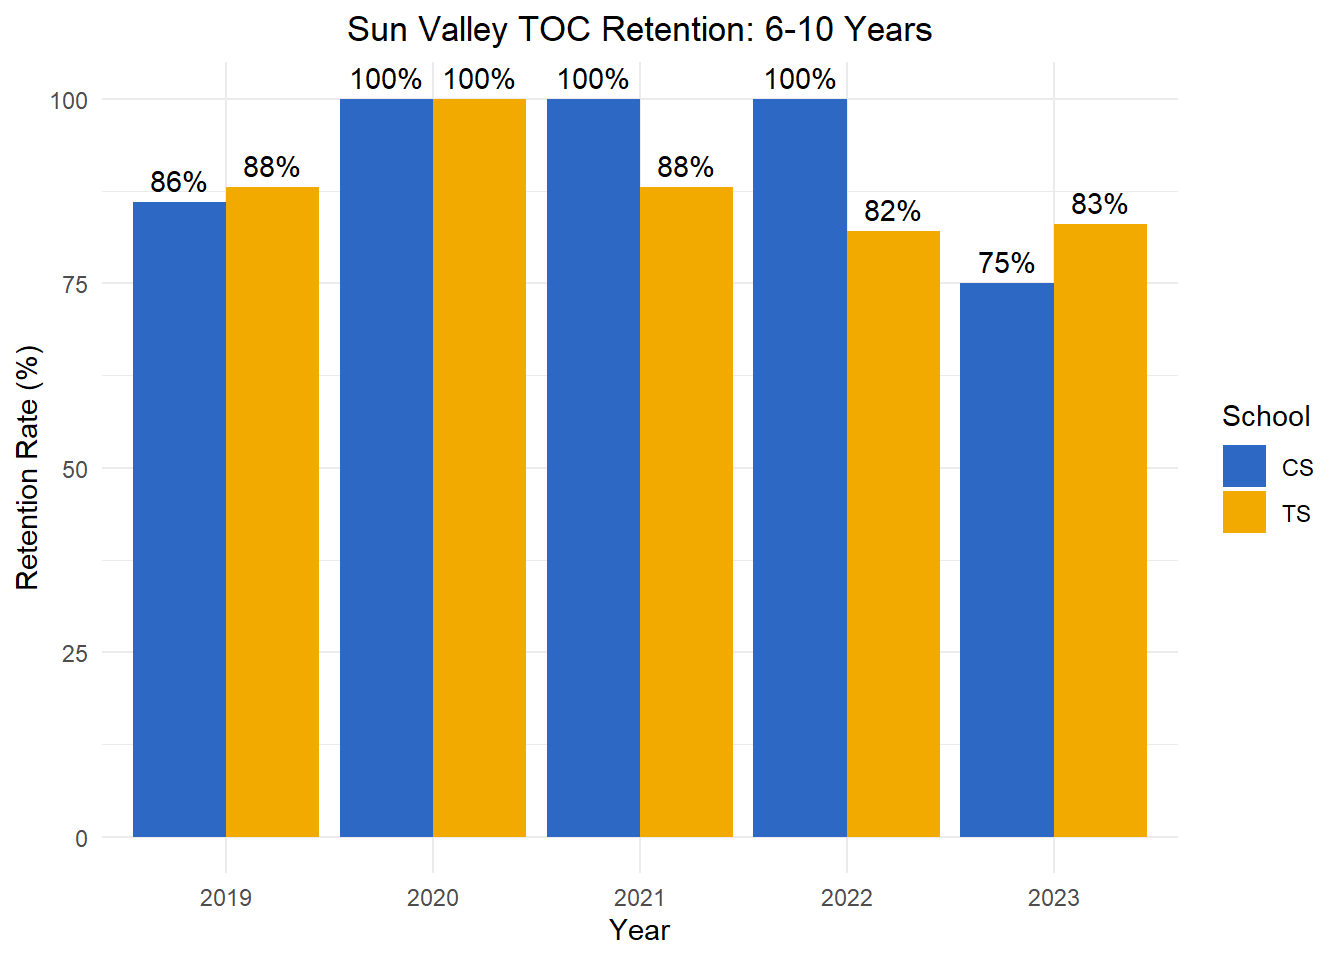 Sun Valley TOC Retention: 6-10 Years
100% 100% 100% 100%
86% 88% 88% 82% 75% 83%
100
75
50
25
0
Retention Rate (%)
2019 2020 2021 2022 2023
Year
School
CS
TS